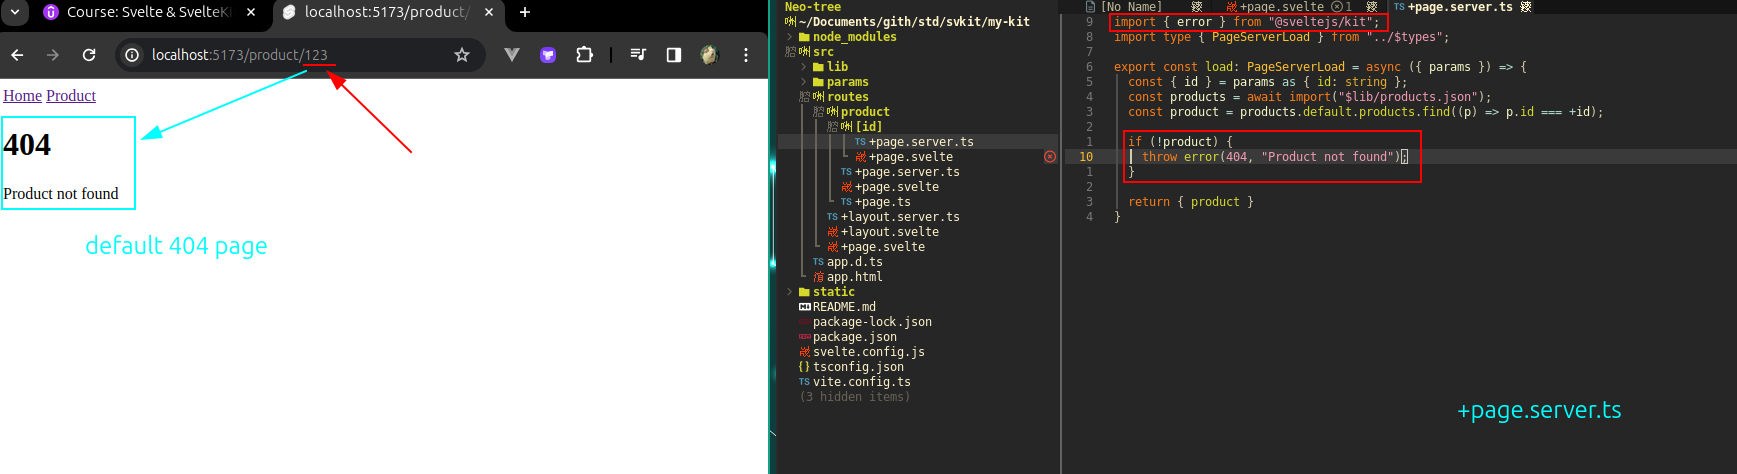 Course: Svelte & SvelteK
localhost:5173/product/
localhost:5173/product/123
Home Product
404
Product not found
default 404 page
Neo-tree
~/Documents/gith/std/svkit/my-kit
node_modules
src
lib
params
routes
product
[id]
TS +page.server.ts
+page.svelte
TS +page.server.ts
+page.svelte
TS +page.ts
TS +layout.server.ts
+layout.svelte
+page.svelte
TS app.d.ts
app.html
static
README.md
package-lock.json
package.json
svelte.config.js
{} tsconfig.json
TS vite.config.ts
(3 hidden items)
[No Name] +page.svelte 1 TS +page.server.ts
9 import { error } from "@sveltejs/kit";
8 import type { PageServerLoad } from "../$types";
7
6 export const load: PageServerLoad = async ({ params }) => {
5 const { id } = params as { id: string };
4 const products = await import("$lib/products.json");
3 const product = products.default.products.find((p) => p.id === +id);
2
1 if (!product) {
10 throw error(404, "Product not found");
1 }
2
3 return { product }
4 }
+page.server.ts